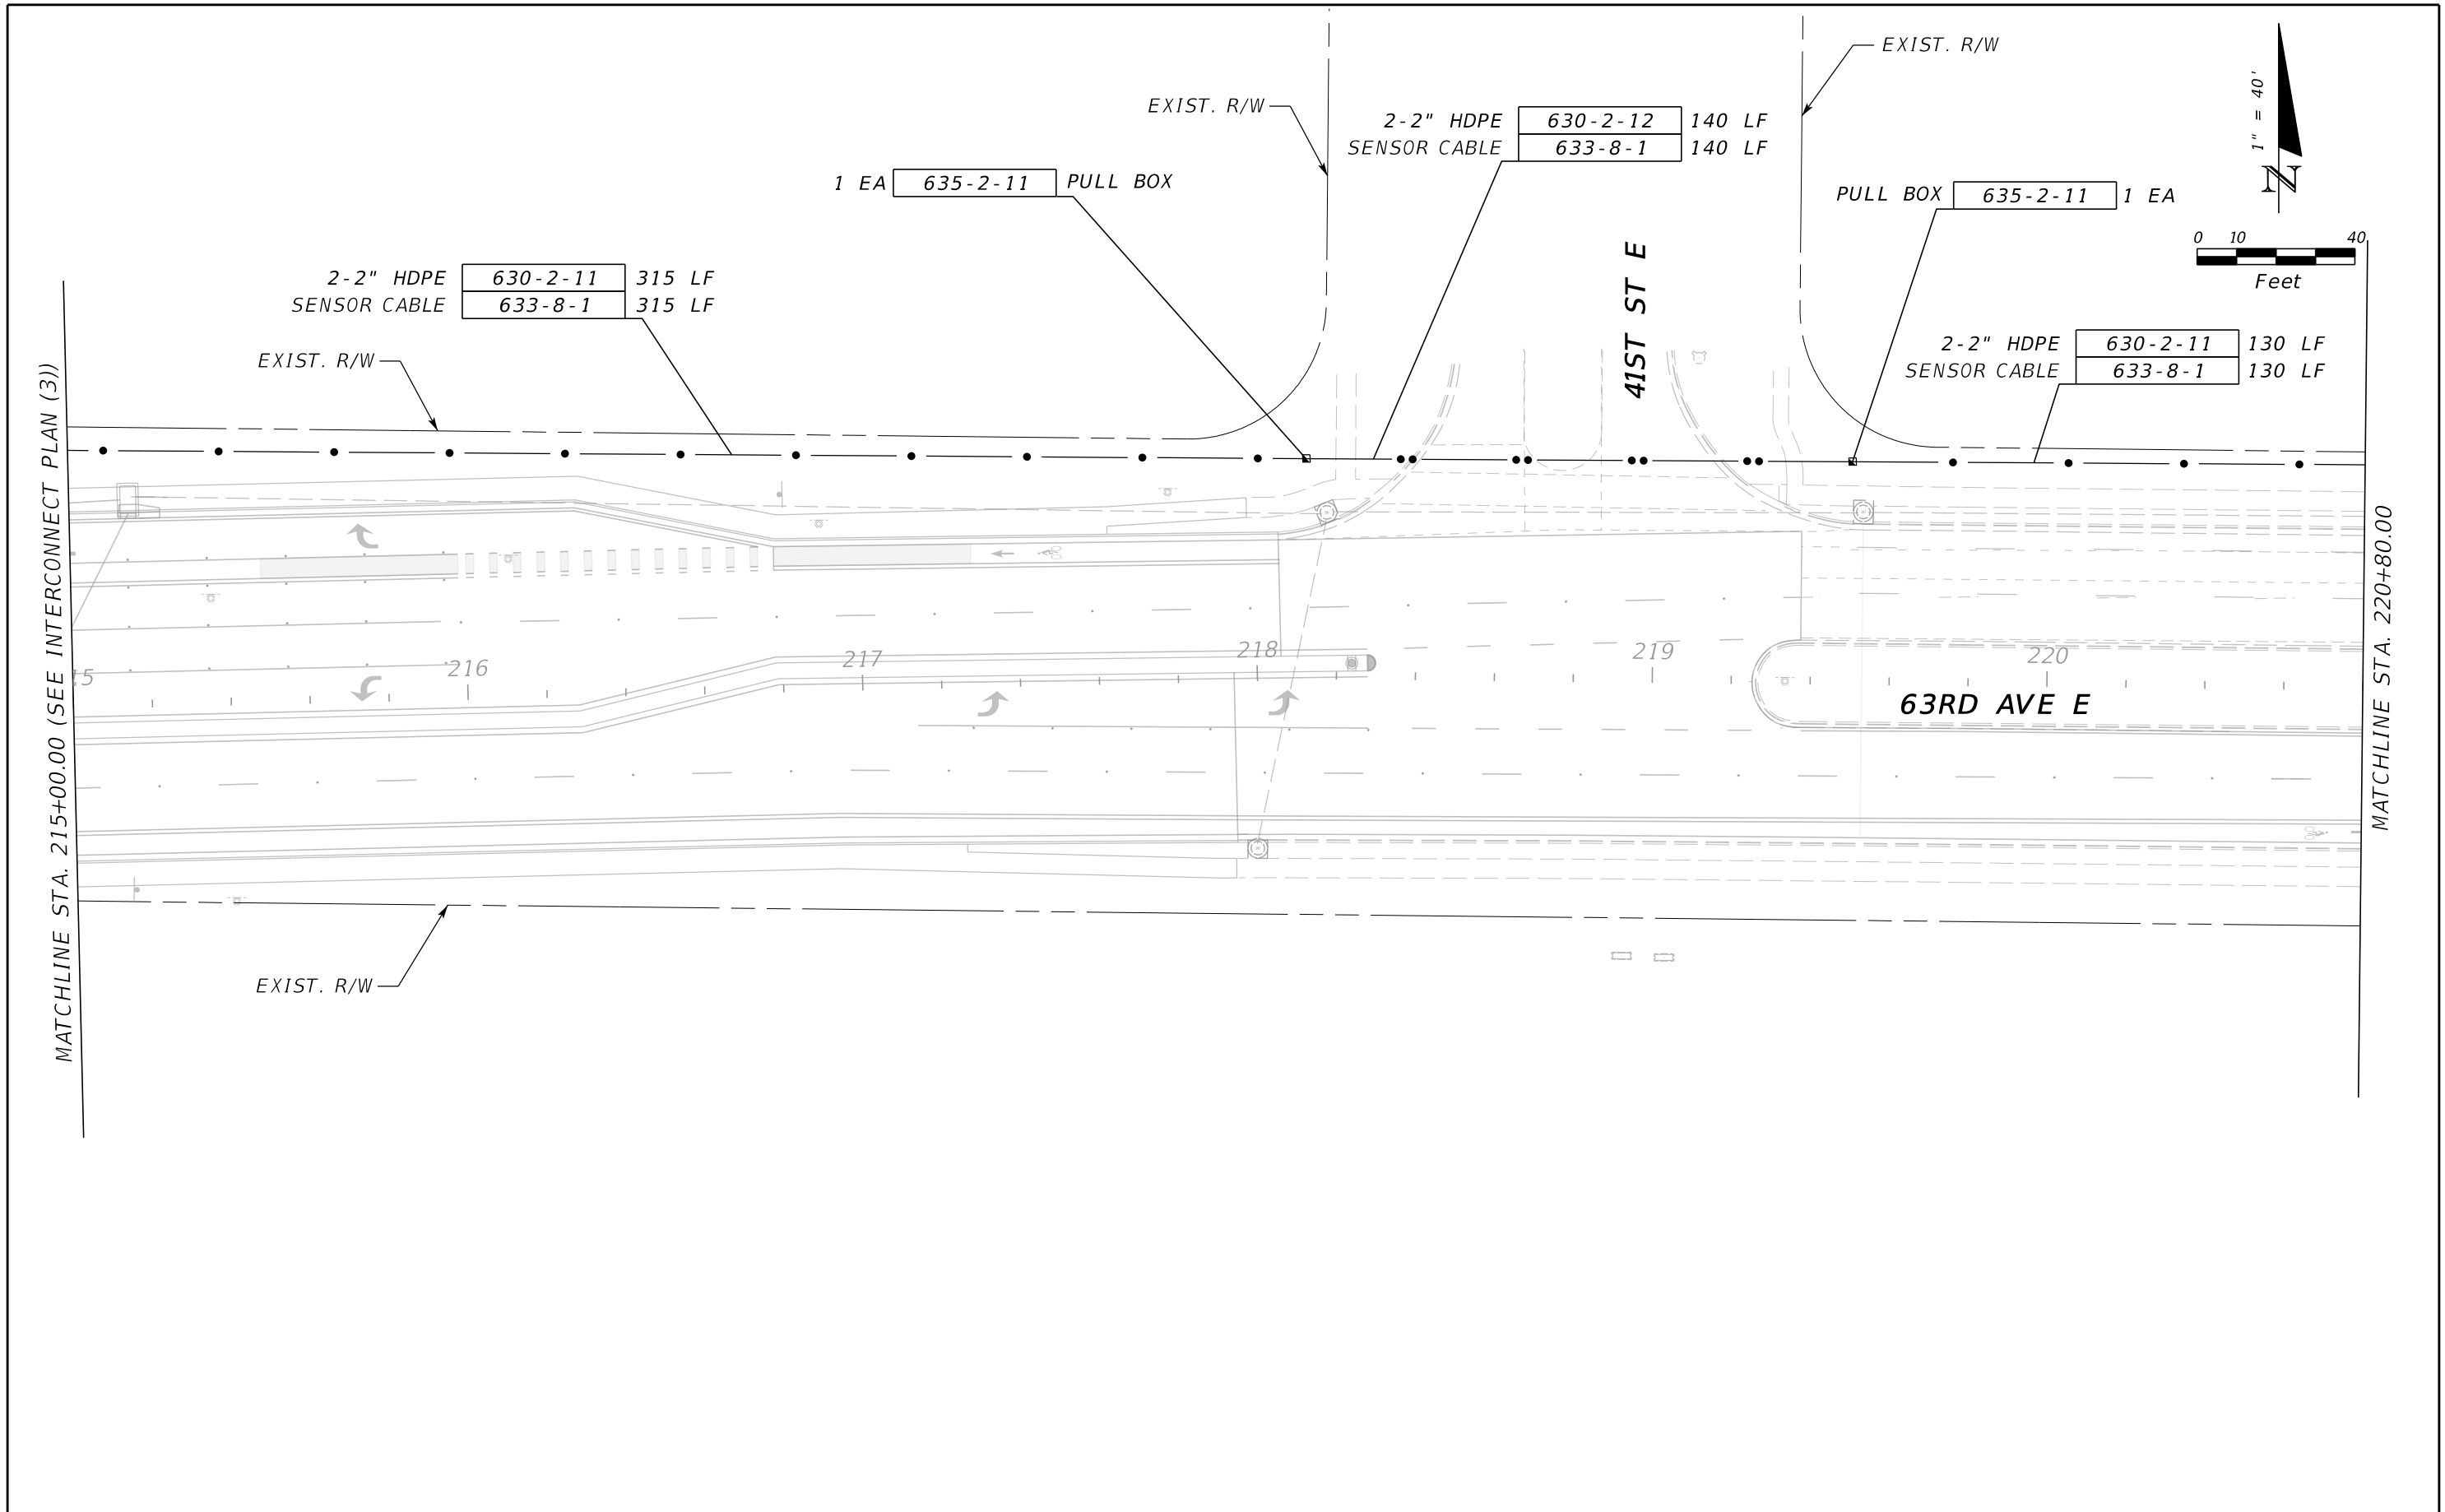 EXIST. R/W
1" = 40'
N
EXIST. R/W
2-2" HDPE 630-2-12 140 LF
SENSOR CABLE 633-8-1 140 LF
1 EA 635-2-11 PULL BOX
PULL BOX 635-2-11 1 EA
0 10 40
Feet
41ST ST E
2-2" HDPE 630-2-11 315 LF
SENSOR CABLE 633-8-1 315 LF
2-2" HDPE 630-2-11 130 LF
SENSOR CABLE 633-8-1 130 LF
EXIST. R/W
MATCHLINE STA. 215+00.00 (SEE INTERCONNECT PLAN (3))
MATCHLINE STA. 220+80.00
15 216 217 218 219 220
63RD AVE E
EXIST. R/W